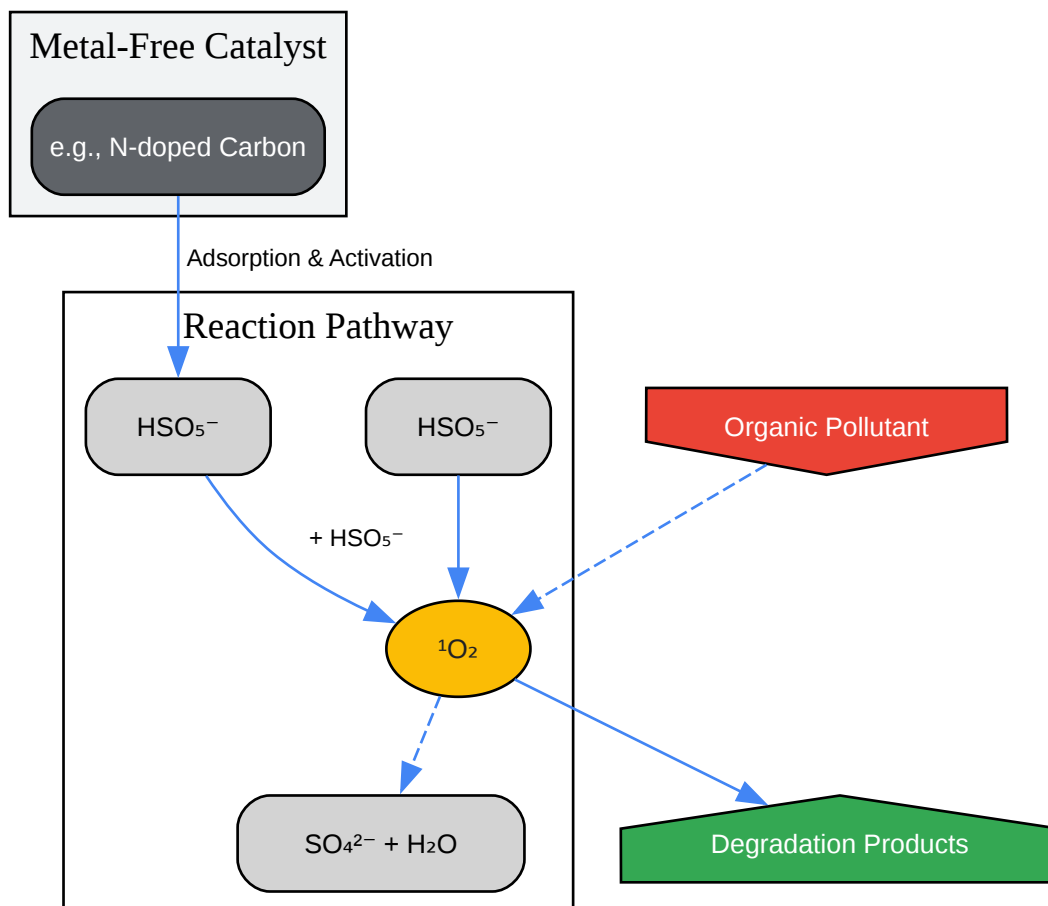 Metal-Free Catalyst
e.g., N-doped Carbon
Adsorption & Activation
Reaction Pathway
HSO₅⁻
HSO₅⁻
Organic Pollutant
+ HSO₅⁻
¹O₂
SO₄²⁻ + H₂O
Degradation Products